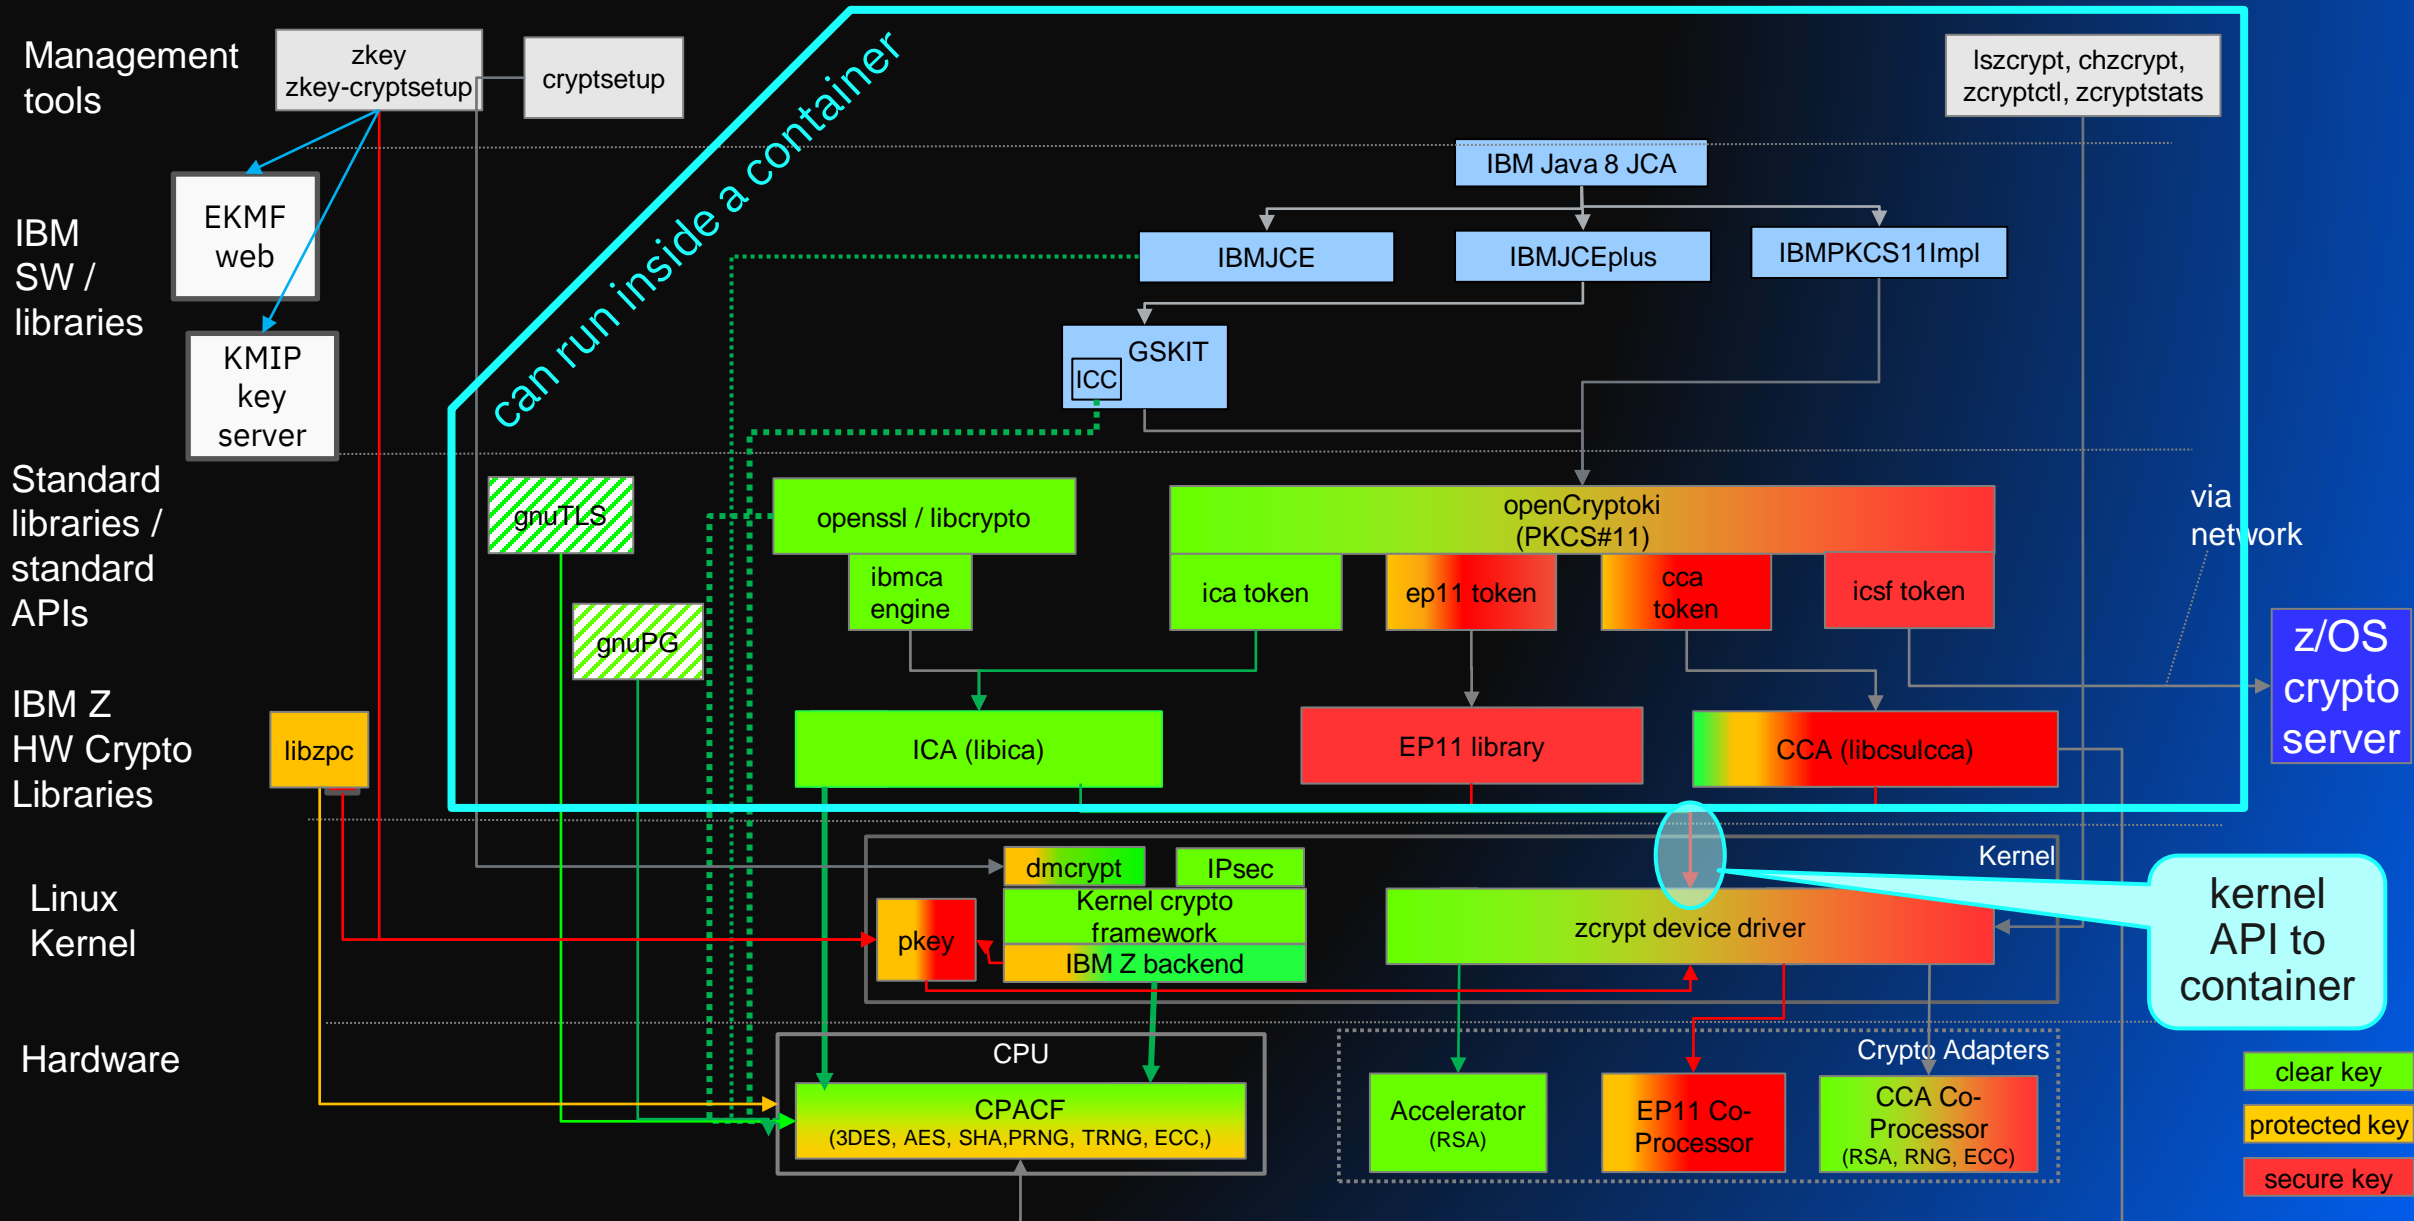 Management
tools
zkey
zkey-cryptsetup
cryptsetup
can run inside a container
lszcrypt, chzcrypt,
zcryptctl, zcryptstats
IBM Java 8 JCA
IBM
SW /
libraries
EKMF
web
IBMJCE
IBMJCEplus
IBMPKCS11Impl
KMIP
key
server
GSKIT
ICC
Standard
libraries /
standard
APIs
gnuTLS
openssl / libcrypto
openCryptoki
(PKCS#11)
via
network
ibmca
engine
ica token
ep11 token
cca
token
icsf token
gnuPG
z/OS
crypto
server
IBM Z
HW Crypto
Libraries
libzpc
ICA (libica)
EP11 library
CCA (libcsulcca)
Linux
Kernel
Kernel
dmcrypt
IPsec
Kernel crypto
framework
pkey
IBM Z backend
zcrypt device driver
kernel
API to
container
Hardware
CPU
CPACF
(3DES, AES, SHA,PRNG, TRNG, ECC,)
Crypto Adapters
Accelerator
(RSA)
EP11 Co-
Processor
CCA Co-
Processor
(RSA, RNG, ECC)
clear key
protected key
secure key